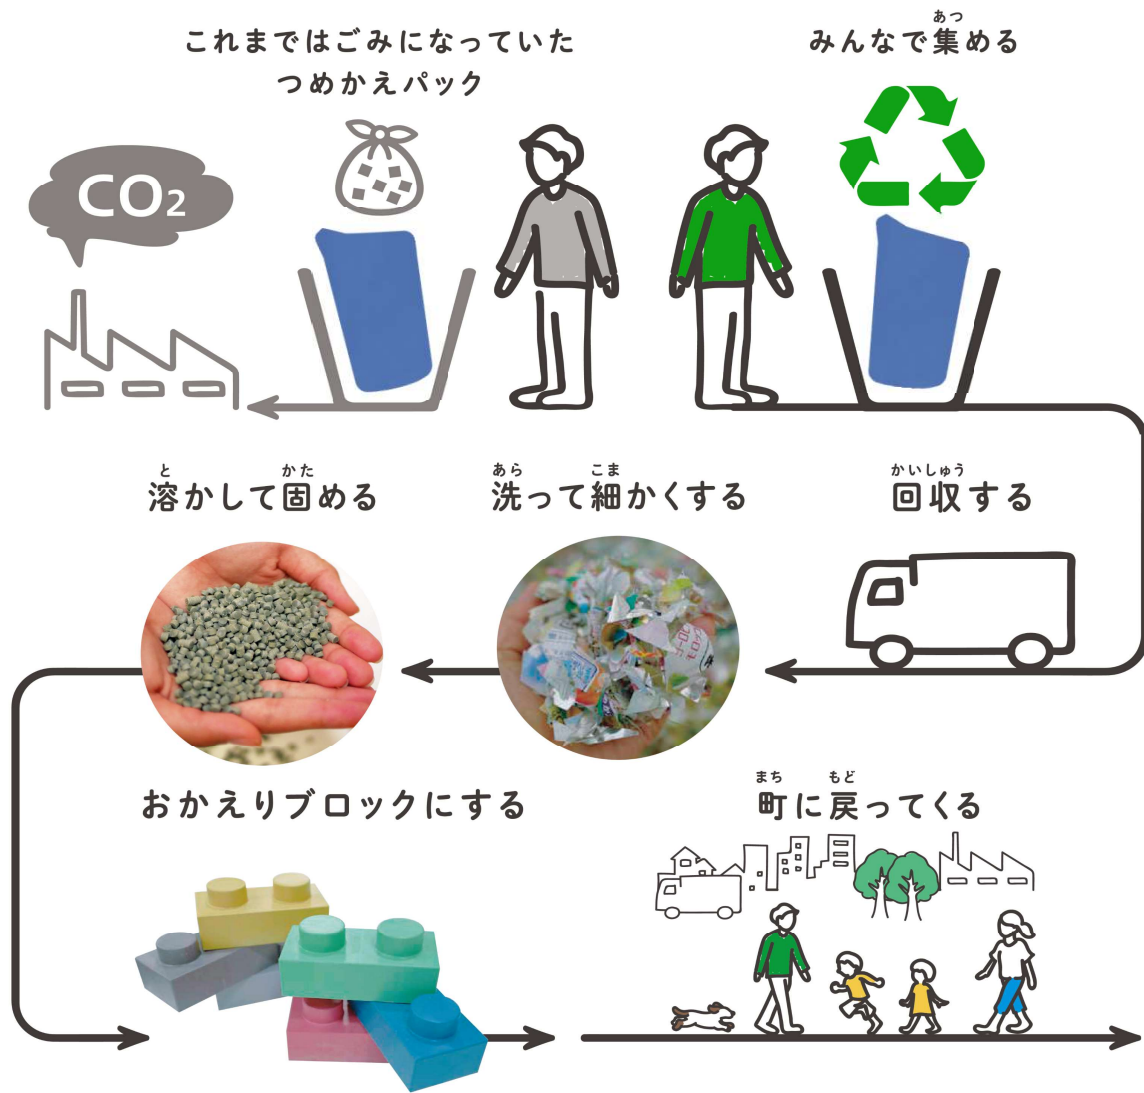 これまではごみになっていた
つめかえパック
あつ
みんなで集める
CO2
と かた
溶かして固める
あら こま
洗って細かくする
かいしゅう
回収する
おかえりブロックにする
まち もど
町に戻ってくる